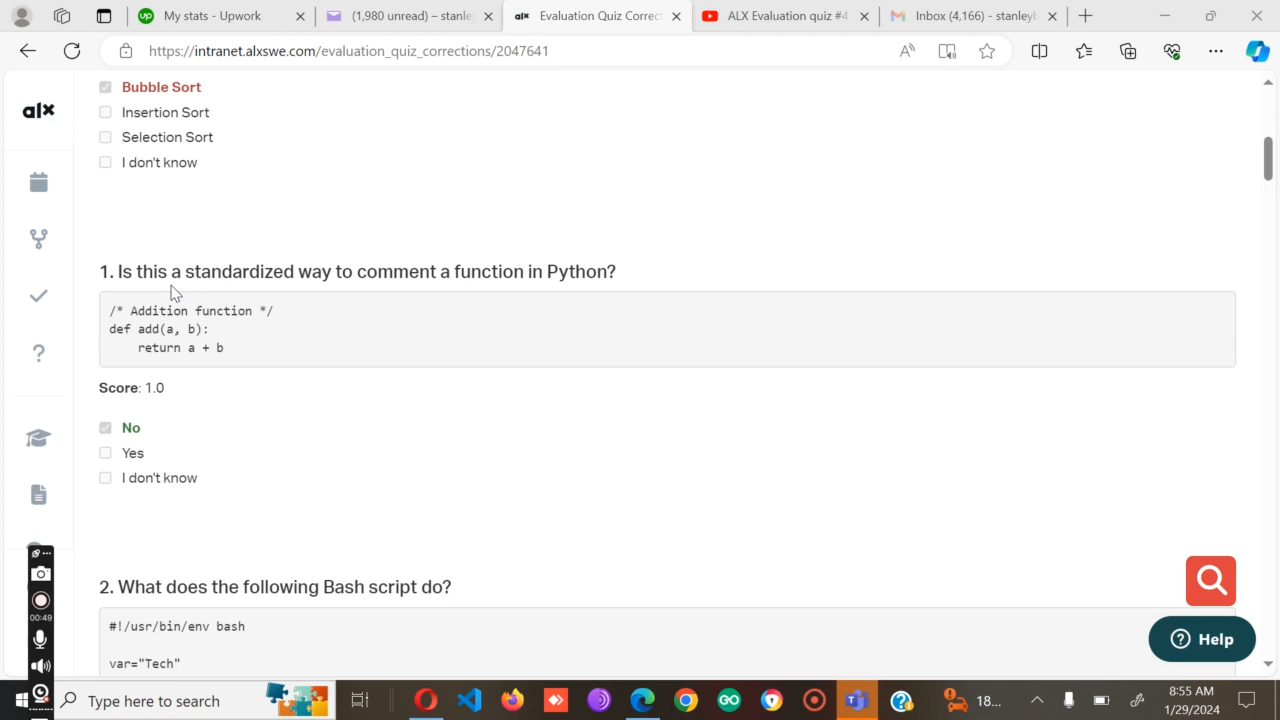 My stats - Upwork
(1,980 unread) – stanle
Evaluation Quiz Correc
ALX Evaluation quiz #4
Inbox (4,166) - stanleyb
https://intranet.alxswe.com/evaluation_quiz_corrections/2047641
alx
Bubble Sort
Insertion Sort
Selection Sort
I don't know
1. Is this a standardized way to comment a function in Python?
/* Addition function */
def add(a, b):
    return a + b
Score: 1.0
No
Yes
I don't know
2. What does the following Bash script do?
#!/usr/bin/env bash
var="Tech"
00:49
Help
Type here to search
18...
8:55 AM
1/29/2024